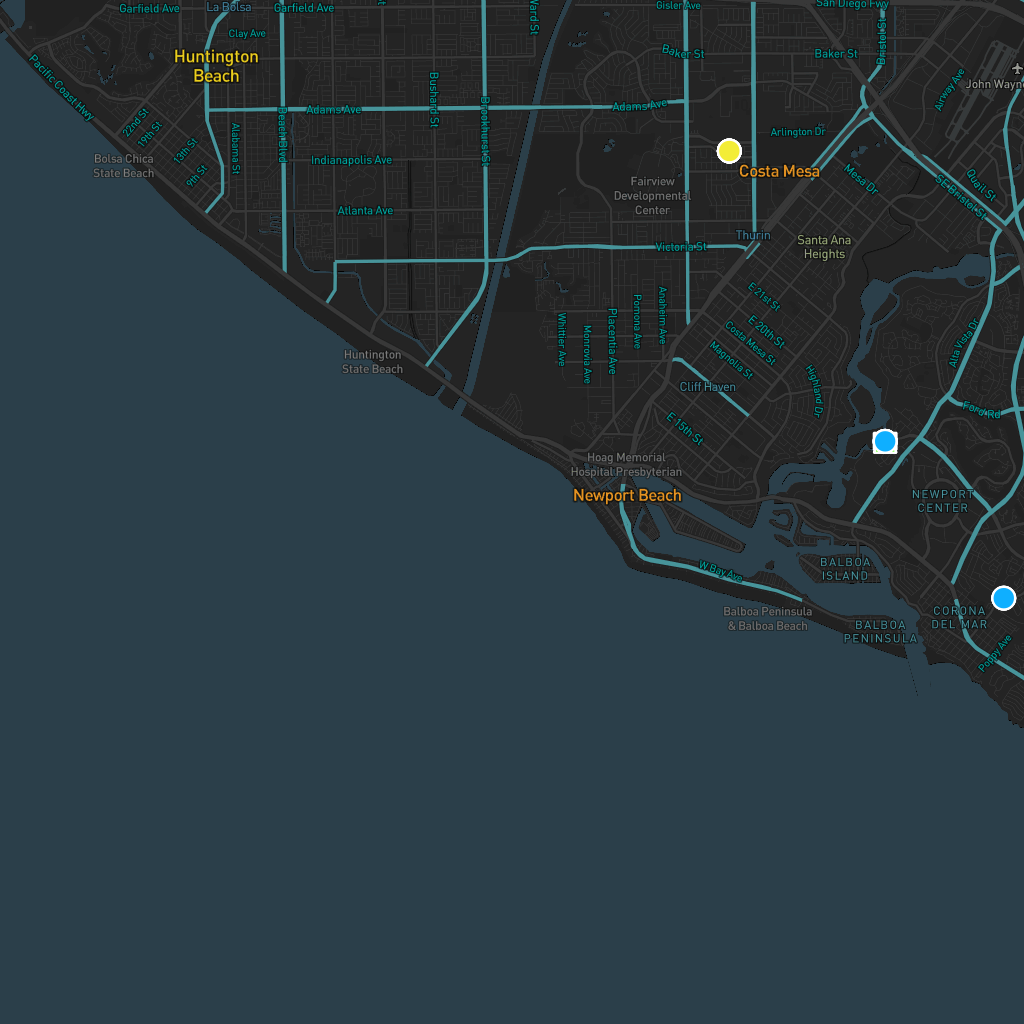 La Bolsa
Garfield Ave
Garfield Ave
Gisler Ave
San Diego Fwy
Clay Ave
Ward St
Bristol St
Huntington
Beach
Baker St
Baker St
Pacific Coast Hwy
Bushard St
Airway Ave
John Wayne
Adams Ave
Adams Ave
Brookhurst St
22nd St
19th St
Alabama St
Beach Blvd
Arlington Dr
13th St
Bolsa Chica
State Beach
Indianapolis Ave
9th St
Costa Mesa
Mesa Dr
Quail St
SE Bristol St
Fairview
Developmental
Center
Atlanta Ave
Thurin
Victoria St
Santa Ana
Heights
E 21st St
Anaheim Ave
Pomona Ave
Placentia Ave
Whittier Ave
Monrovia Ave
E 20th St
Costa Mesa St
Magnolia St
Alta Vista Dr
Huntington
State Beach
Cliff Haven
Highland Dr
Ford Rd
E 15th St
Hoag Memorial
Hospital Presbyterian
Newport Beach
NEWPORT
CENTER
W Bay Ave
BALBOA
ISLAND
Balboa Peninsula
& Balboa Beach
CORONA
DEL MAR
BALBOA
PENINSULA
Poppy Ave